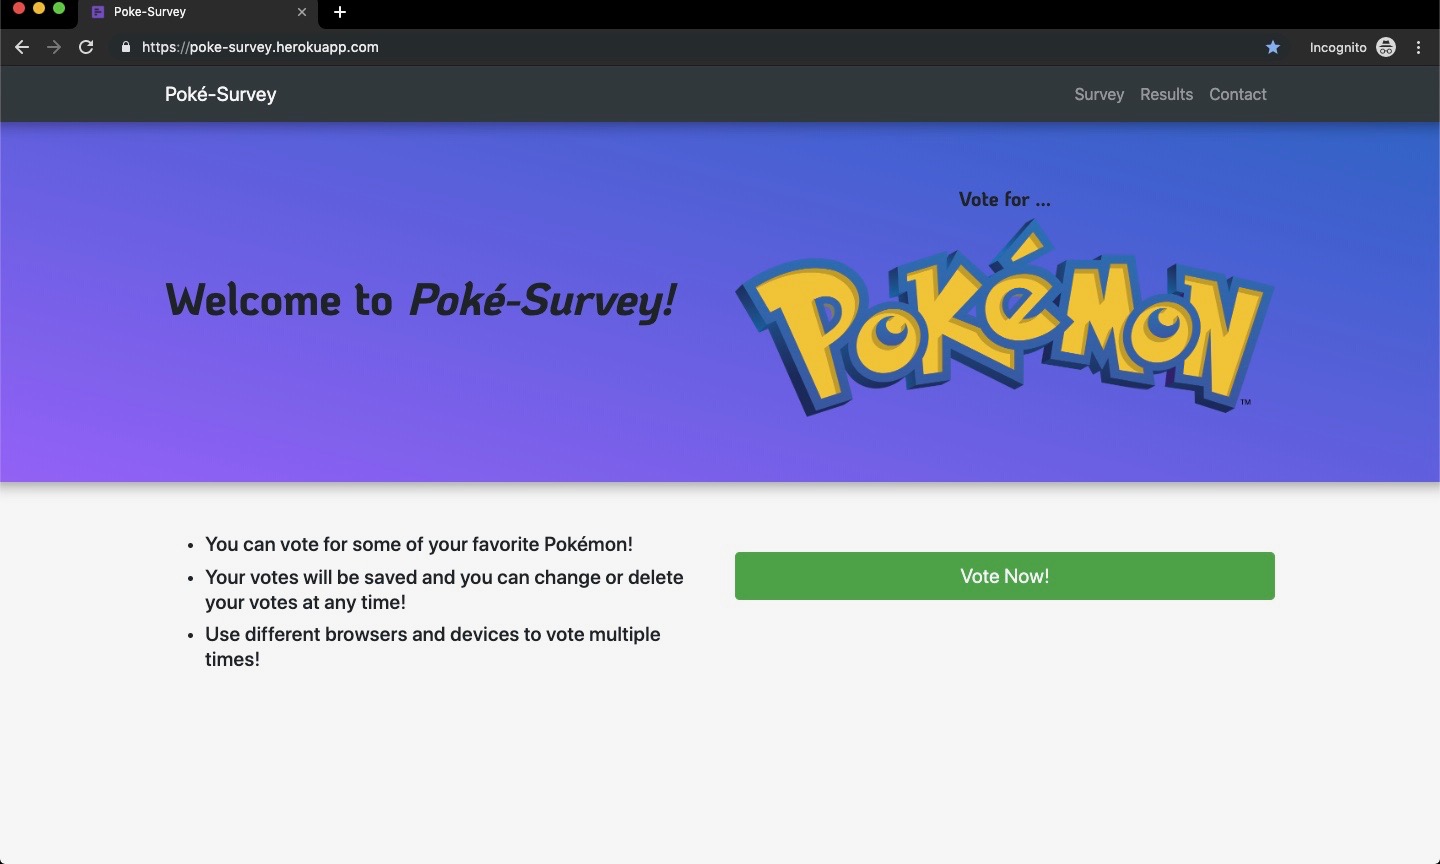 Poke-Survey
https://poke-survey.herokuapp.com
Incognito
Poké-Survey
Survey Results Contact
Welcome to Poké-Survey!
Vote for ...
POKÉMON
TM
You can vote for some of your favorite Pokémon!
Your votes will be saved and you can change or delete
your votes at any time!
Use different browsers and devices to vote multiple
times!
Vote Now!